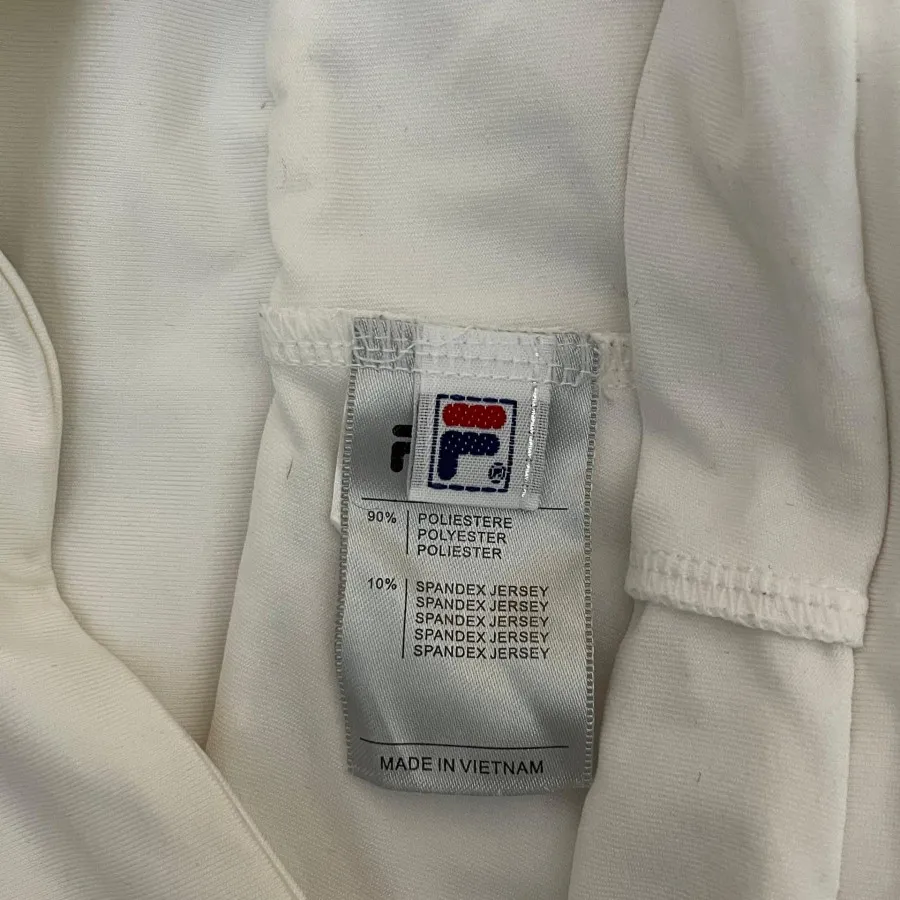 F
®
90% POLIESTERE
POLYESTER
POLIESTER
10% SPANDEX JERSEY
SPANDEX JERSEY
SPANDEX JERSEY
SPANDEX JERSEY
SPANDEX JERSEY
MADE IN VIETNAM